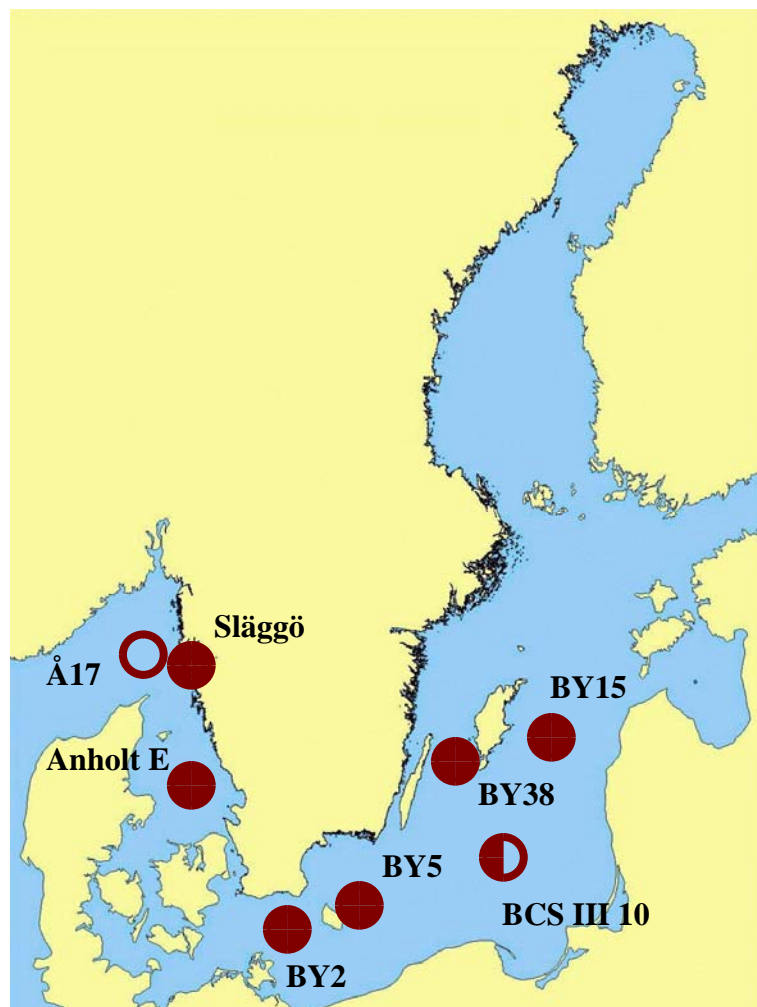 Släggö
Å17
BY15
Anholt E
BY38
BY5
BCS III 10
BY2